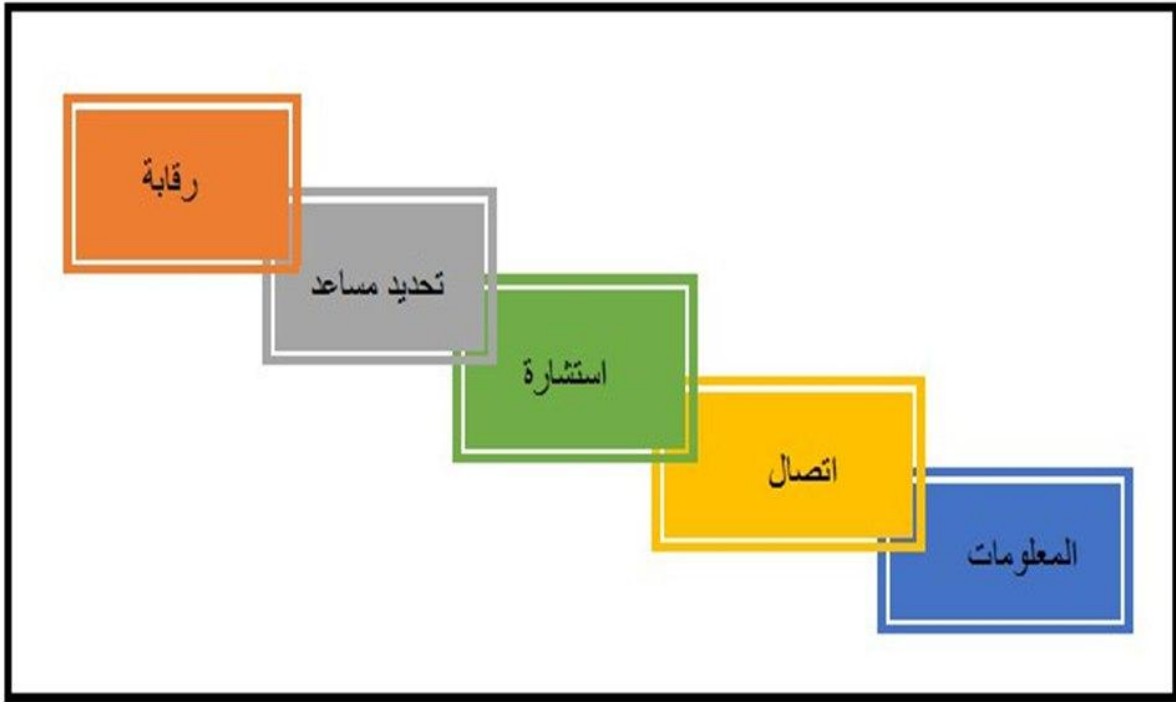 رقابة
تحديد مساعد
استشارة
اتصال
المعلومات